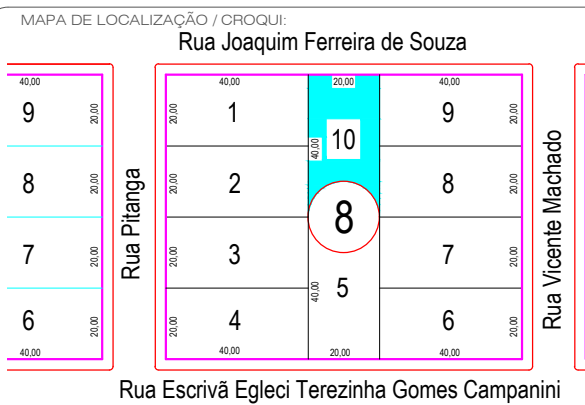 MAPA DE LOCALIZAÇÃO / CROQUI:
Rua Joaquim Ferreira de Souza
40,00 40,00 20,00 40,00
9 20,00 20,00 1 10 40,00 9 20,00
8 20,00 20,00 2 8 20,00
Rua Pitanga
8
Rua Vicente Machado
7 20,00 20,00 3 7 20,00
40,00 5
6 20,00 20,00 4 6 20,00
40,00 40,00 20,00 40,00
Rua Escrivã Egleci Terezinha Gomes Campanini